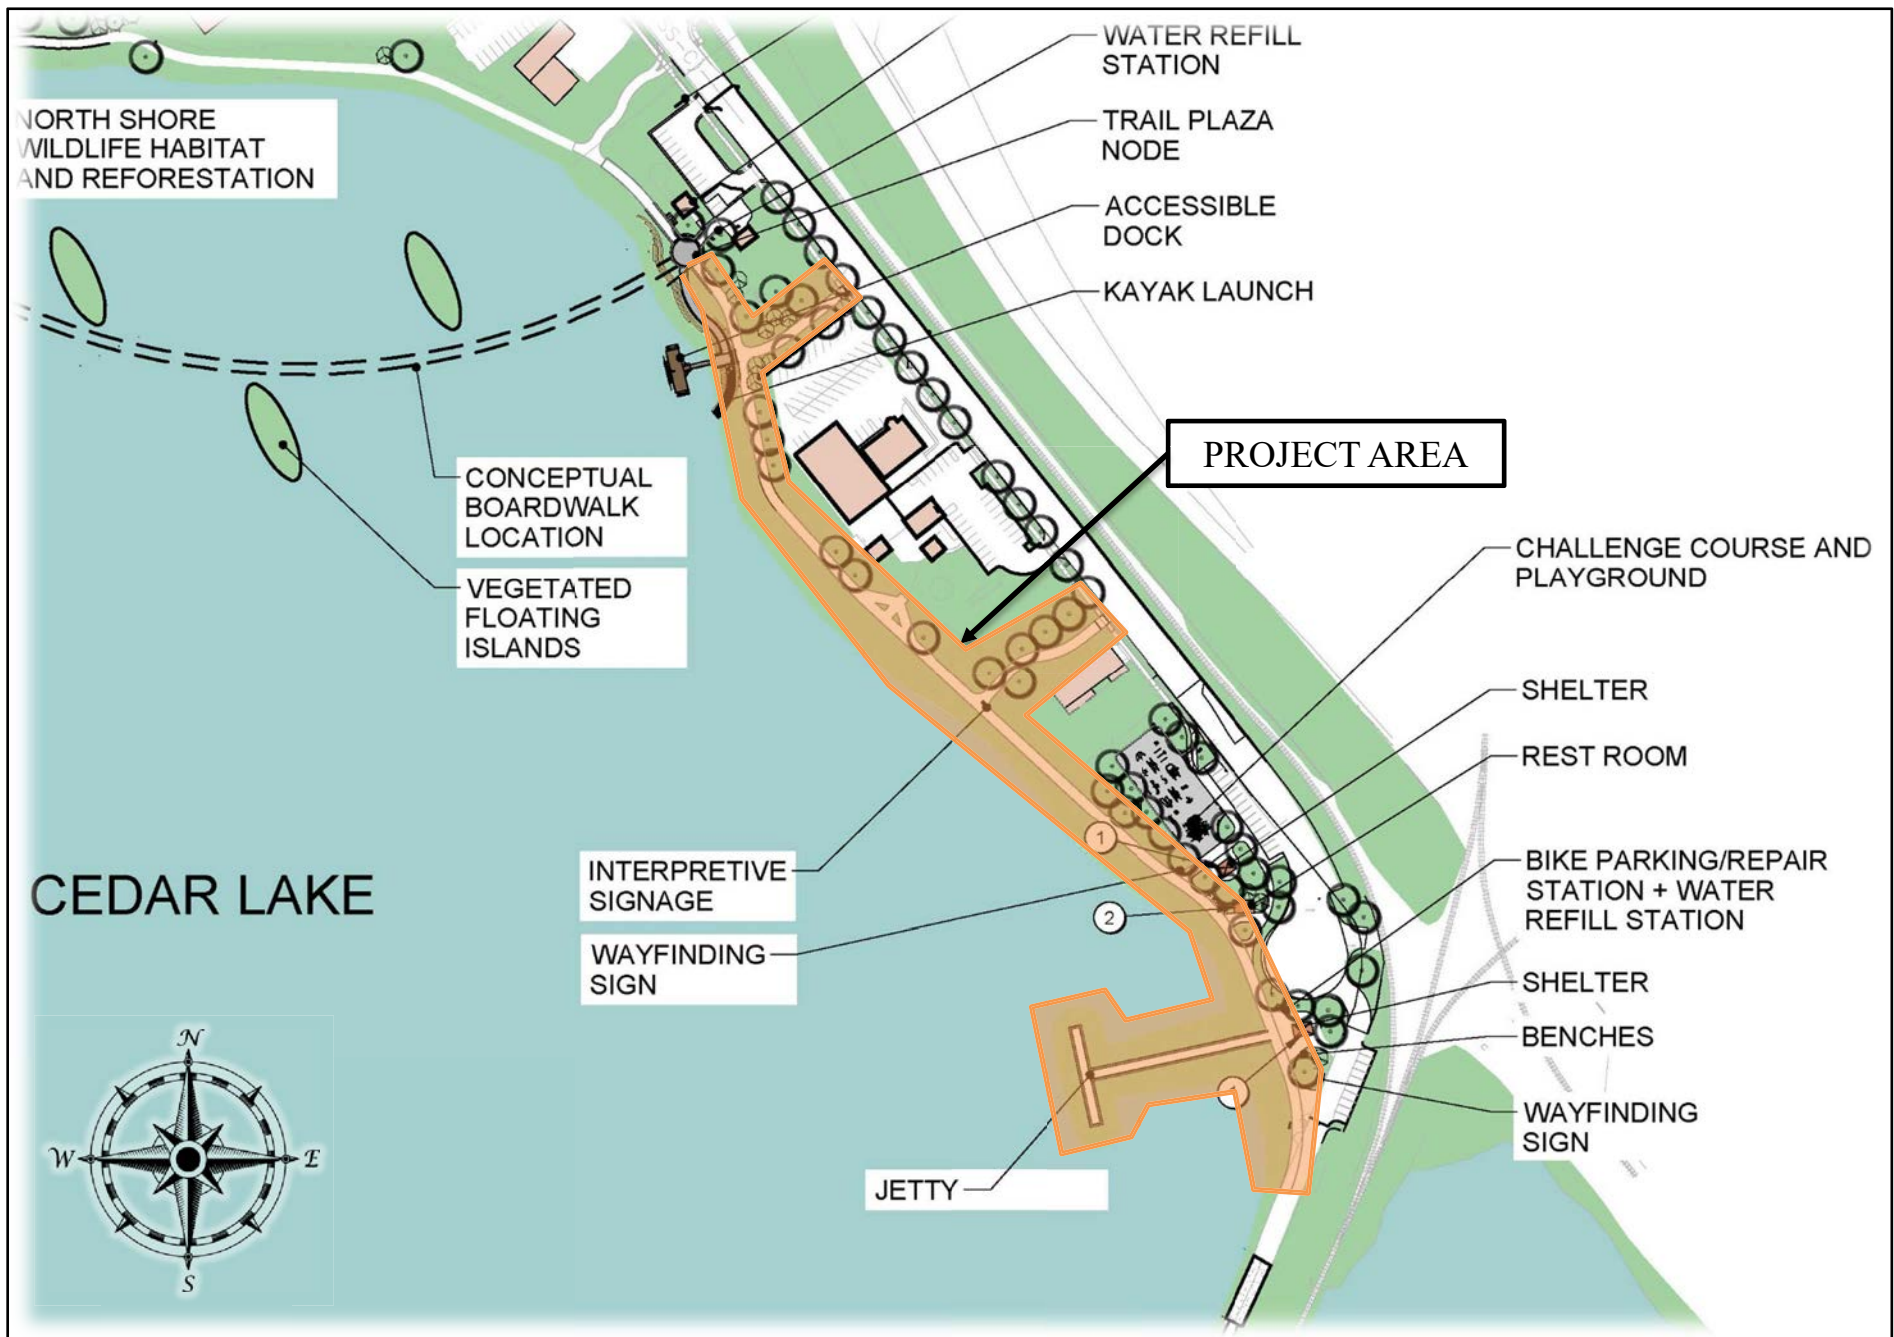 WATER REFILL
STATION
TRAIL PLAZA
NODE
ACCESSIBLE
DOCK
KAYAK LAUNCH
NORTH SHORE
WILDLIFE HABITAT
AND REFORESTATION
PROJECT AREA
CONCEPTUAL
BOARDWALK
LOCATION
VEGETATED
FLOATING
ISLANDS
CHALLENGE COURSE AND
PLAYGROUND
SHELTER
REST ROOM
BIKE PARKING/REPAIR
STATION + WATER
REFILL STATION
SHELTER
BENCHES
WAYFINDING
SIGN
1
2
INTERPRETIVE
SIGNAGE
WAYFINDING
SIGN
CEDAR LAKE
JETTY
N
W
E
S